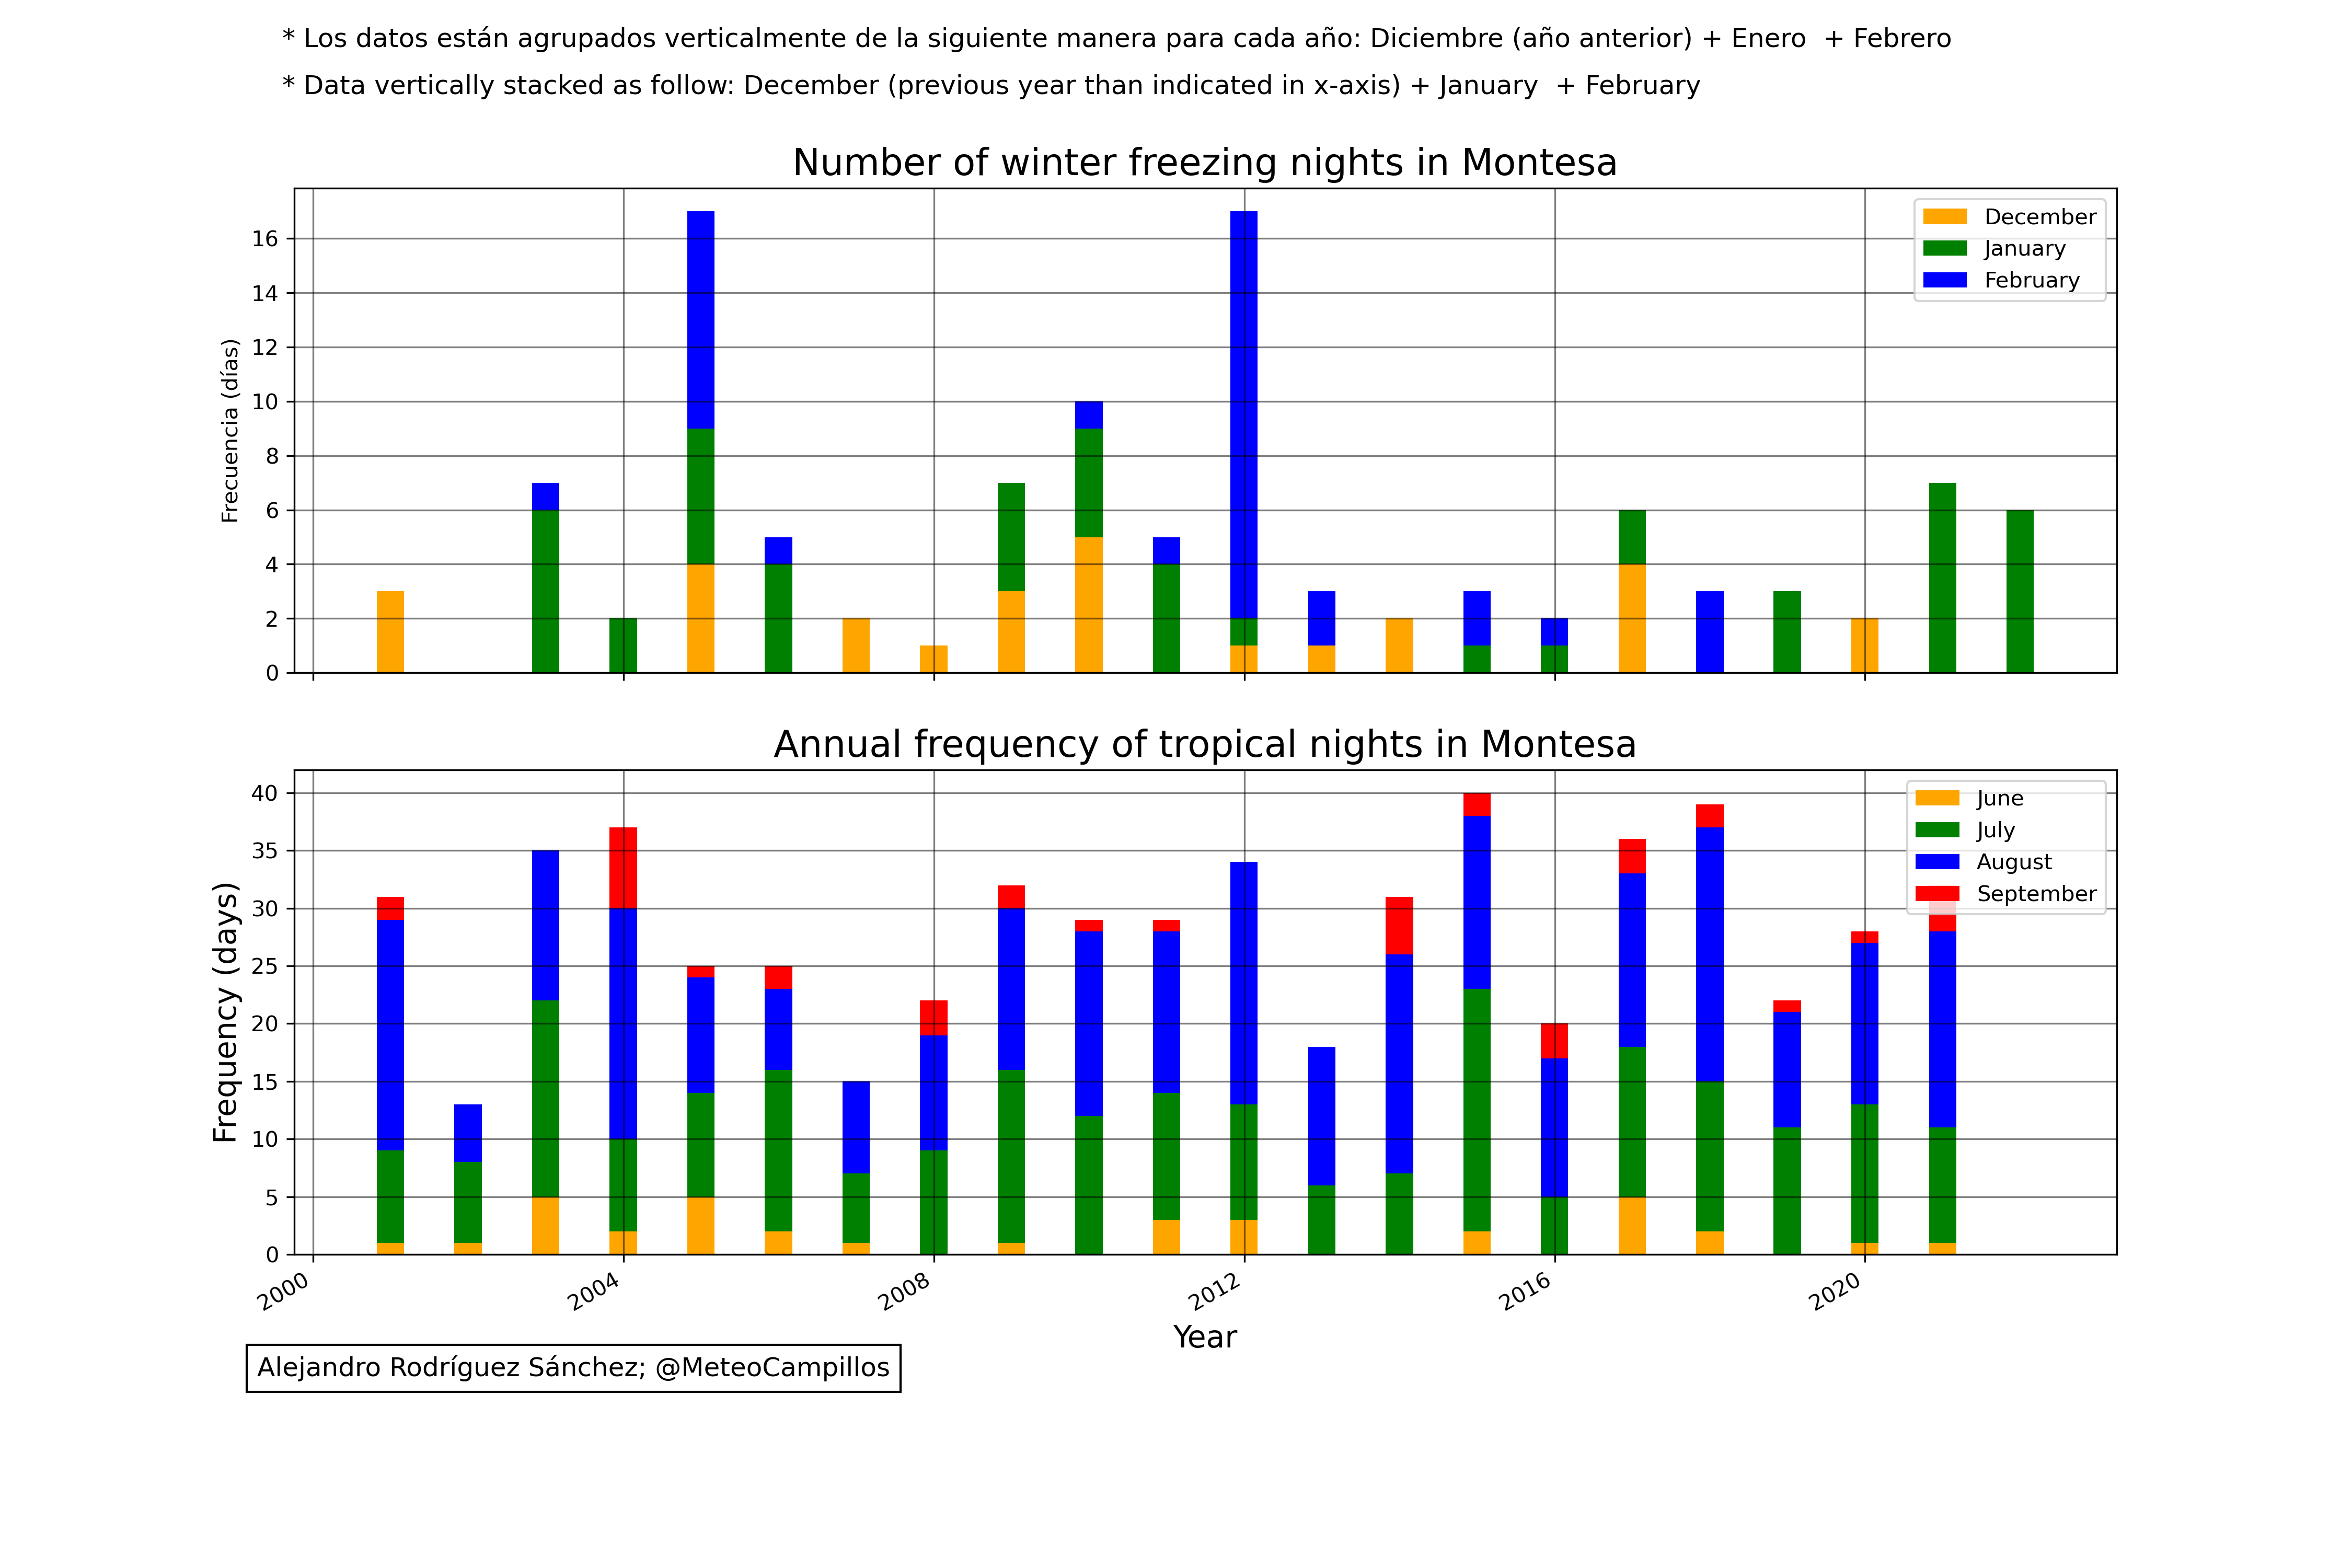 * Los datos están agrupados verticalmente de la siguiente manera para cada año: Diciembre (año anterior) + Enero  + Febrero
* Data vertically stacked as follow: December (previous year than indicated in x-axis) + January  + February
Number of winter freezing nights in Montesa
Frecuencia (días)
16
14
12
10
8
6
4
2
0
December
January
February
Annual frequency of tropical nights in Montesa
Frequency (days)
40
35
30
25
20
15
10
5
0
June
July
August
September
2000
2004
2008
2012
2016
2020
Year
Alejandro Rodríguez Sánchez; @MeteoCampillos